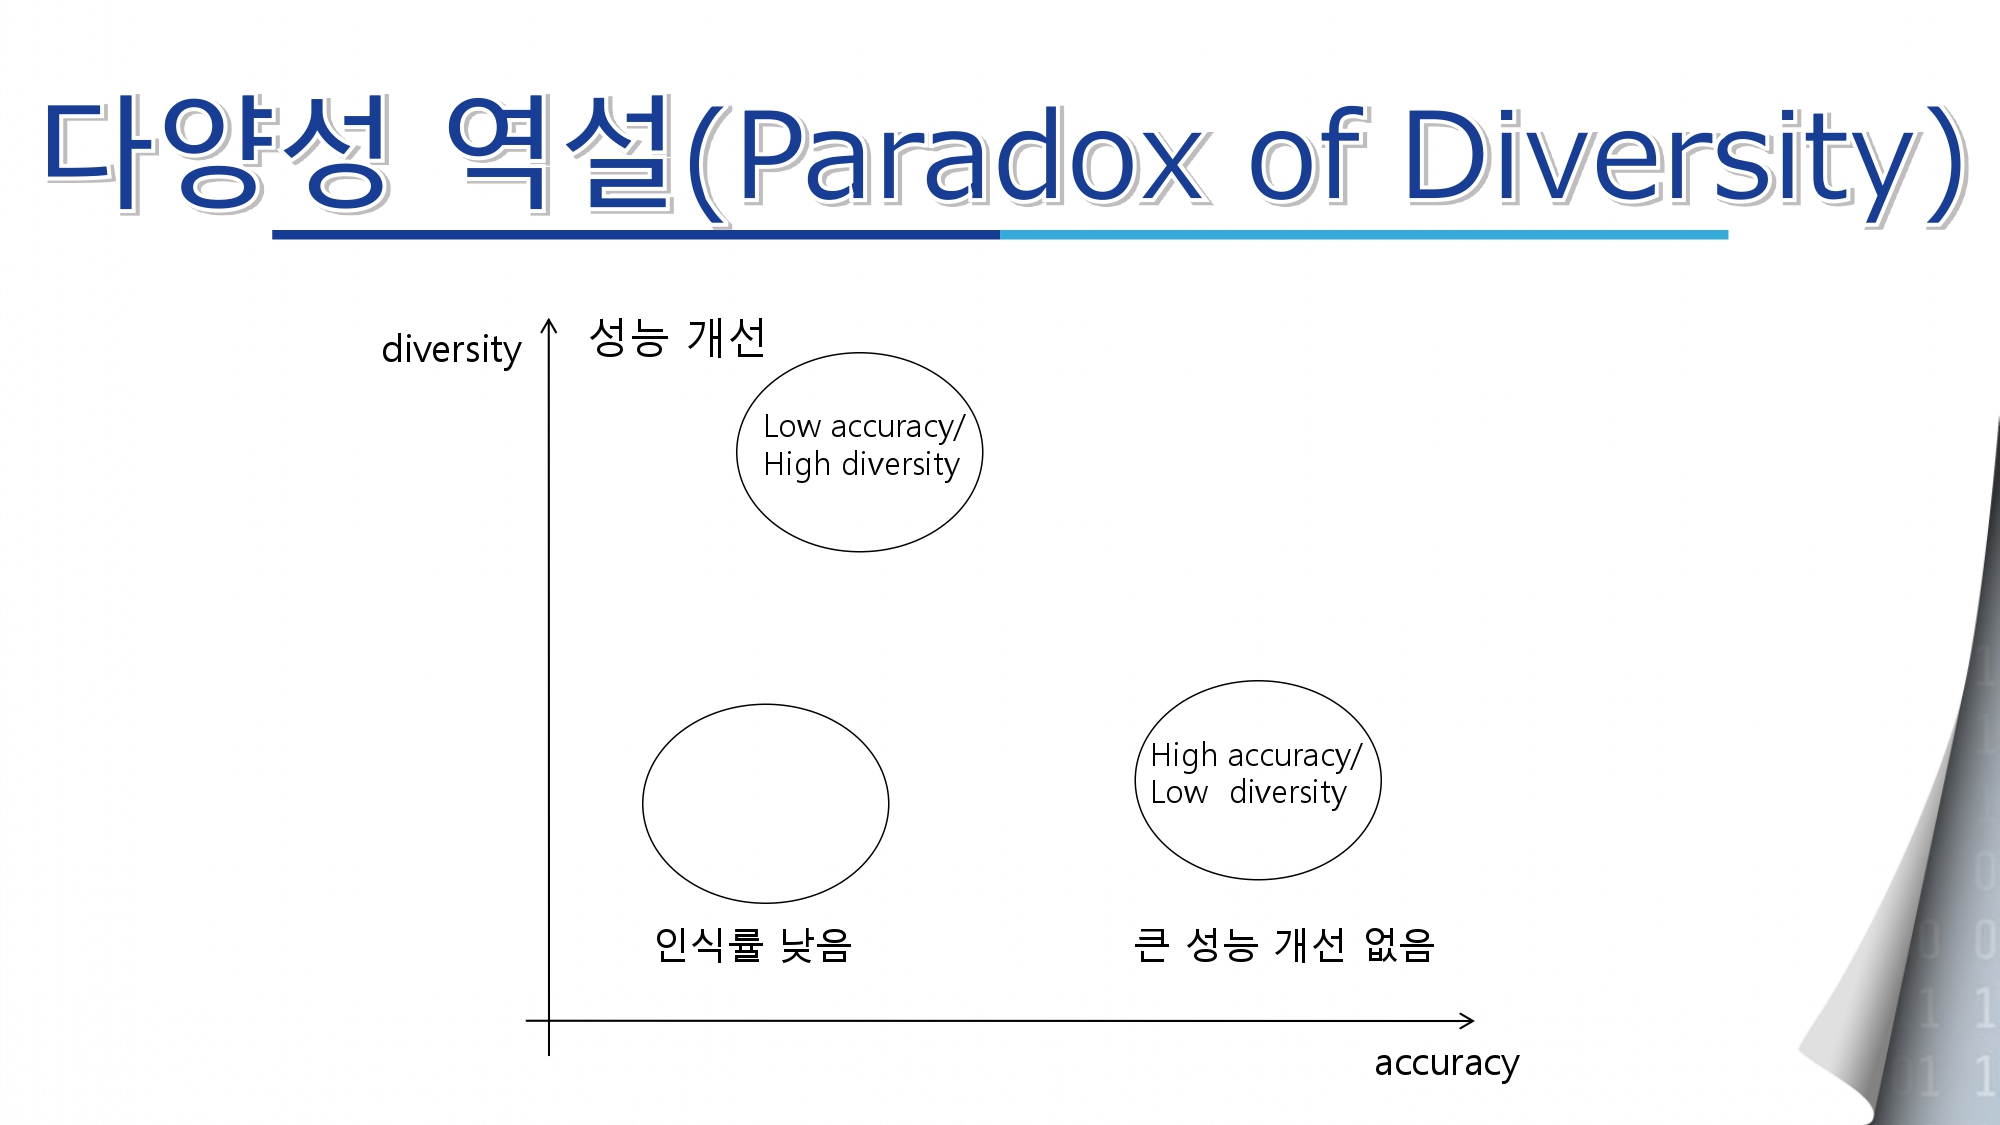 다양성 역설(Paradox of Diversity)
diversity
성능 개선
Low accuracy/
High diversity
High accuracy/
Low diversity
인식률 낮음
큰 성능 개선 없음
accuracy